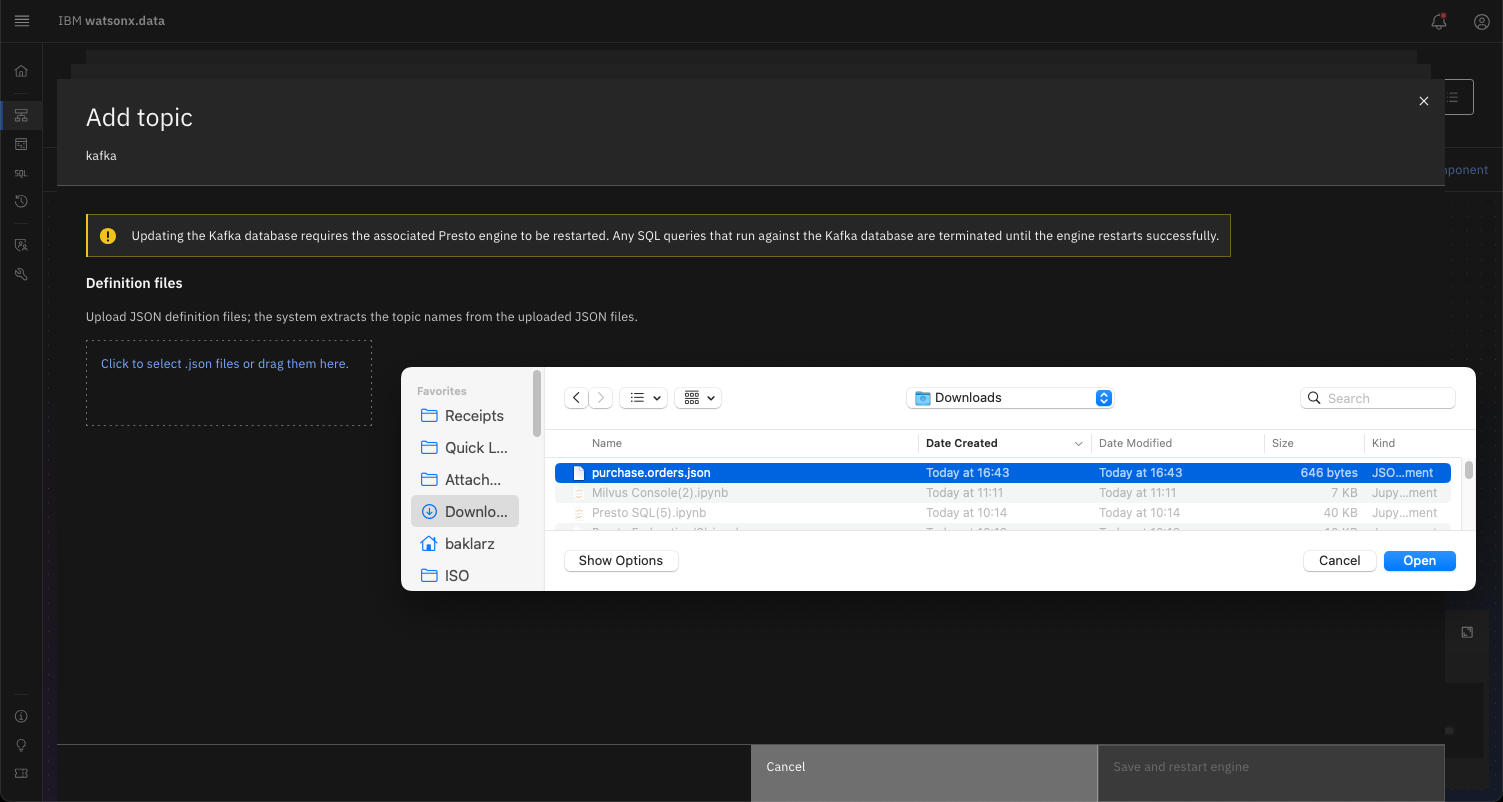 IBM watsonx.data
Add topic
kafka
ponent
Updating the Kafka database requires the associated Presto engine to be restarted. Any SQL queries that run against the Kafka database are terminated until the engine restarts successfully.
Definition files
Upload JSON definition files; the system extracts the topic names from the uploaded JSON files.
Click to select .json files or drag them here.
SQL
Favorites
Receipts
Quick L...
Attach...
Downlo...
baklarz
ISO
Downloads
Search
Name Date Created Date Modified Size Kind
purchase.orders.json Today at 16:43 Today at 16:43 646 bytes JSO...ment
Milvus Console(2).ipynb Today at 11:11 Today at 11:11 7 KB Jupy...ment
Presto SQL(5).ipynb Today at 10:14 Today at 10:14 40 KB Jupy...ment
Show Options
Cancel
Open
Cancel
Save and restart engine